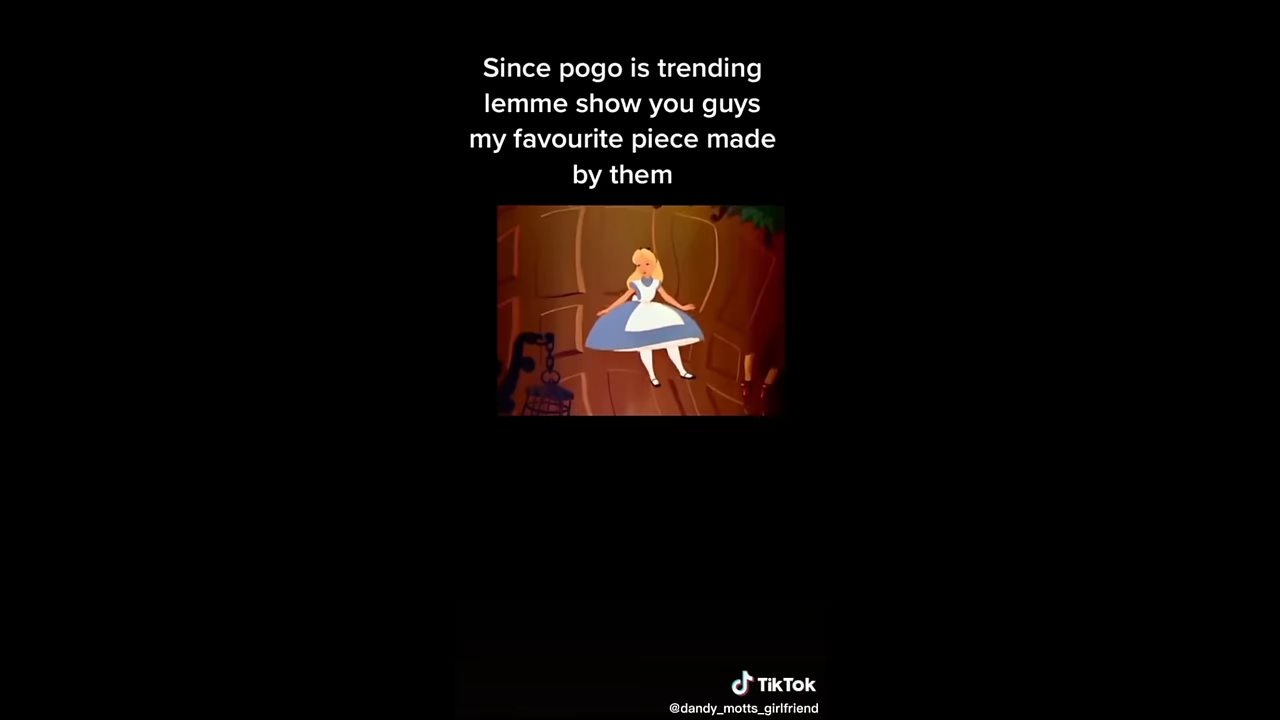 Since pogo is trending
lemme show you guys
my favourite piece made
by them
TikTok
@dandy_motts_girlfriend